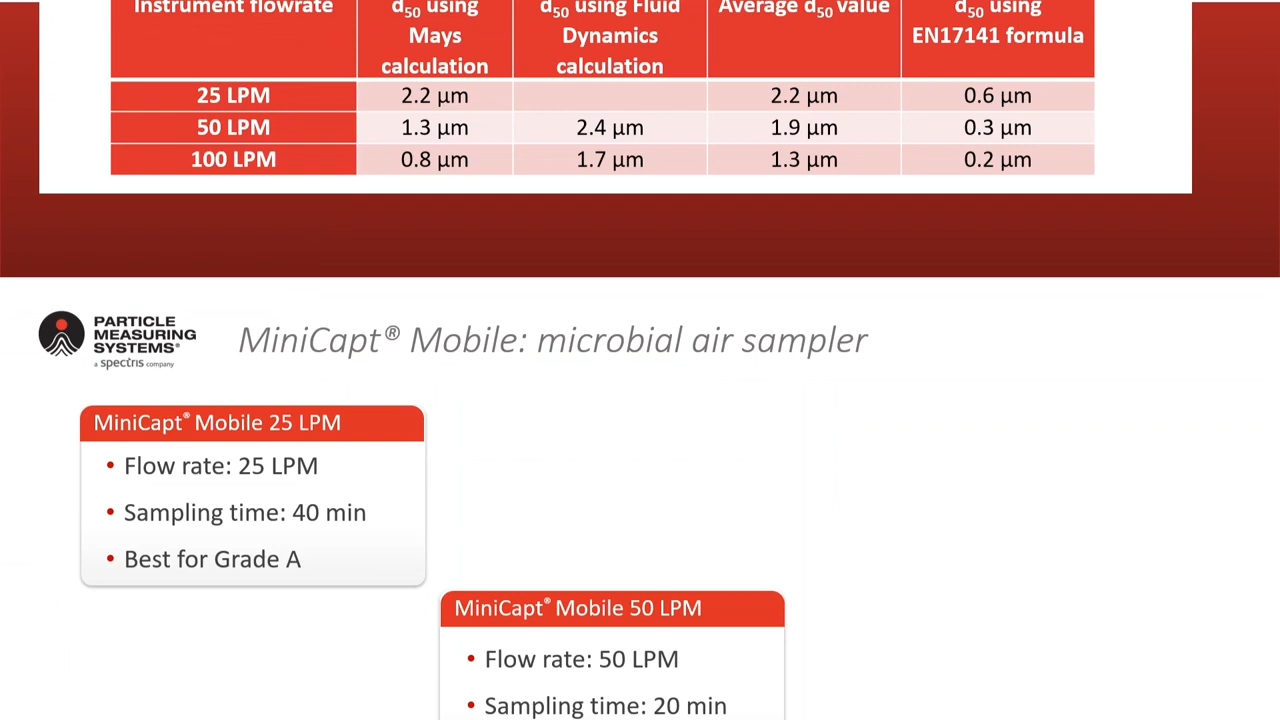 Instrument flowrate
d50 using Mays calculation
d50 using Fluid Dynamics calculation
Average d50 value
d50 using EN17141 formula
25 LPM 2.2 µm 2.2 µm 0.6 µm
50 LPM 1.3 µm 2.4 µm 1.9 µm 0.3 µm
100 LPM 0.8 µm 1.7 µm 1.3 µm 0.2 µm
PARTICLE
MEASURING
SYSTEMS®
a spectris company
MiniCapt® Mobile: microbial air sampler
MiniCapt® Mobile 25 LPM
• Flow rate: 25 LPM
• Sampling time: 40 min
• Best for Grade A
MiniCapt® Mobile 50 LPM
• Flow rate: 50 LPM
• Sampling time: 20 min